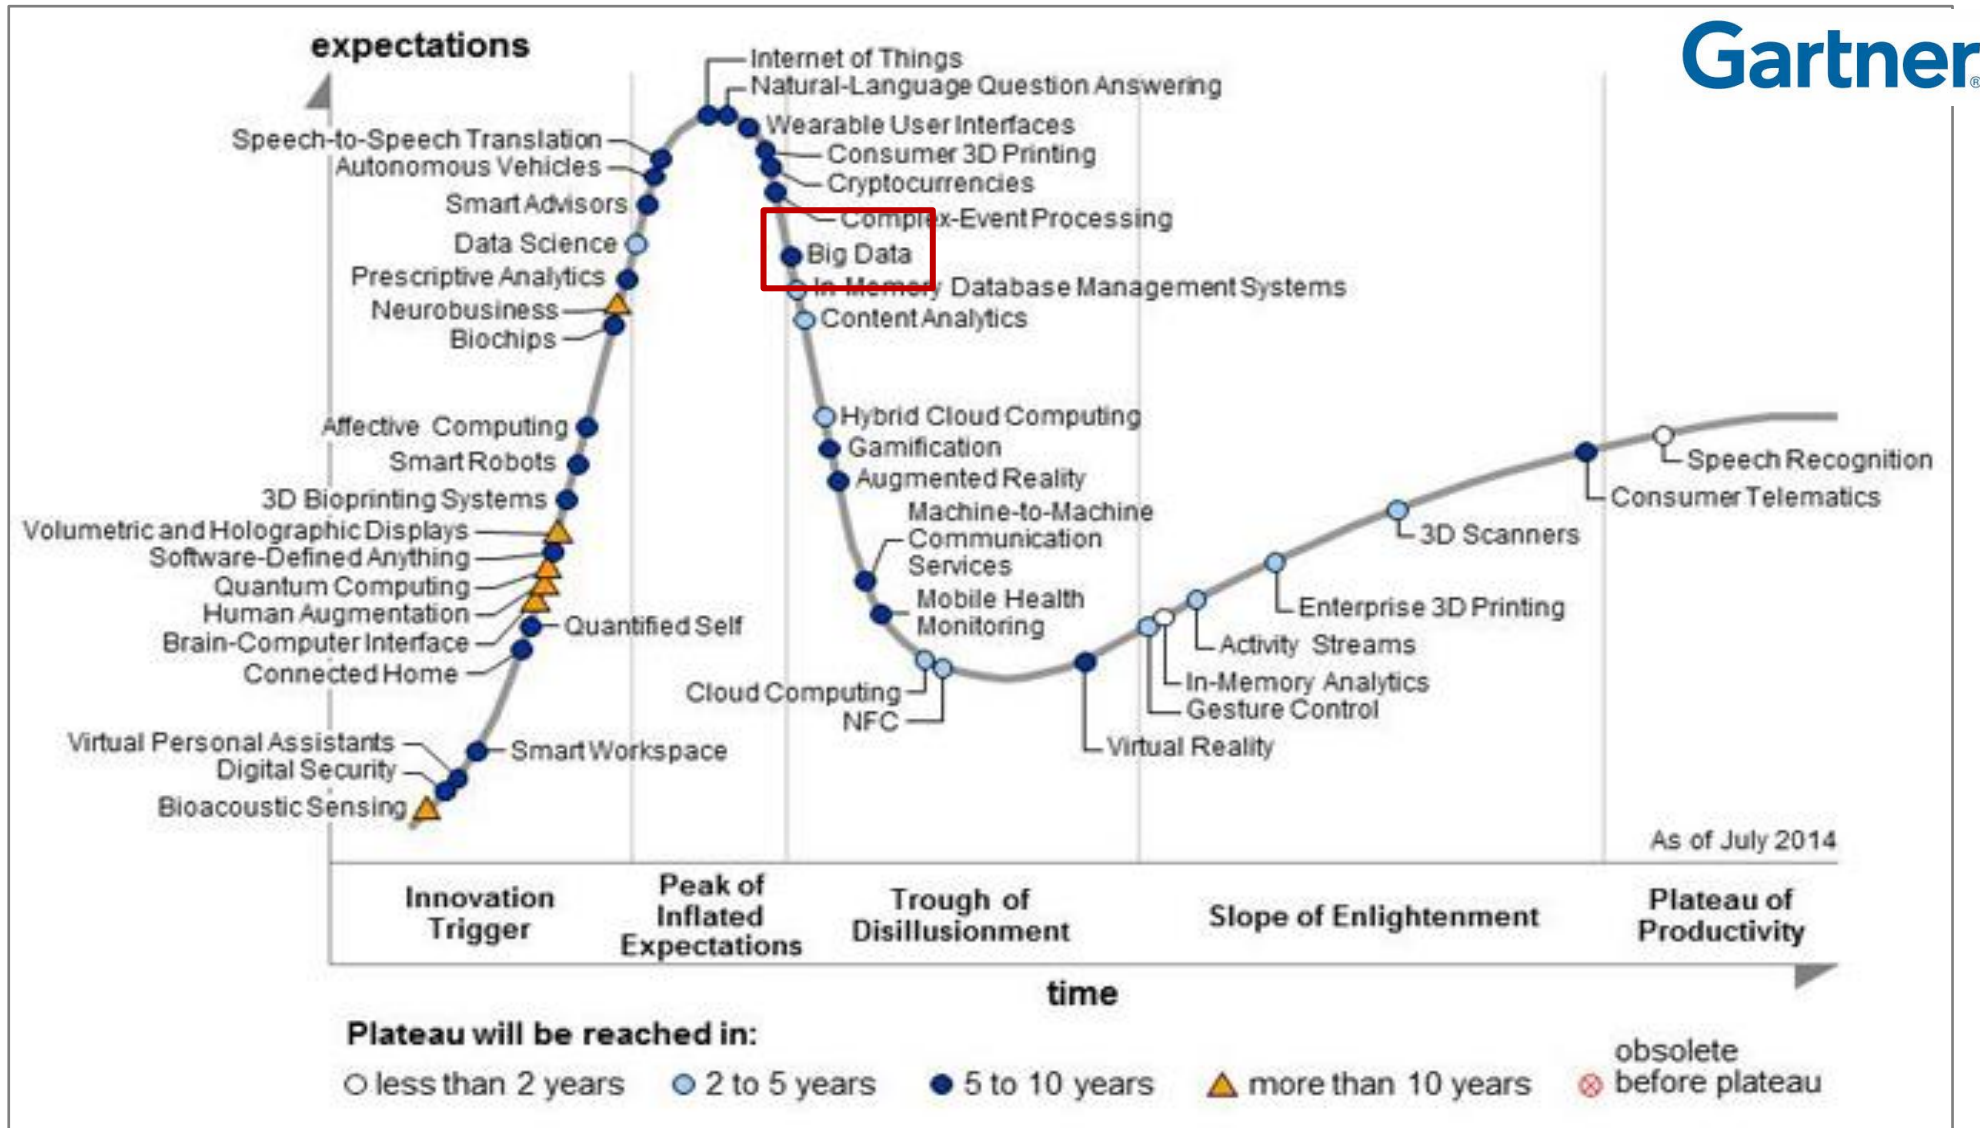 expectations
Gartner®
Internet of Things
Natural-Language Question Answering
Wearable User Interfaces
Consumer 3D Printing
Cryptocurrencies
Complex-Event Processing
Big Data
In-Memory Database Management Systems
Content Analytics
Speech-to-Speech Translation
Autonomous Vehicles
Smart Advisors
Data Science
Prescriptive Analytics
Neurobusiness
Biochips
Affective Computing
Smart Robots
3D Bioprinting Systems
Volumetric and Holographic Displays
Software-Defined Anything
Quantum Computing
Human Augmentation
Brain-Computer Interface
Connected Home
Quantified Self
Virtual Personal Assistants
Digital Security
Bioacoustic Sensing
Smart Workspace
Hybrid Cloud Computing
Gamification
Augmented Reality
Machine-to-Machine
Communication
Services
Mobile Health
Monitoring
Cloud Computing
NFC
Virtual Reality
Gesture Control
In-Memory Analytics
Activity Streams
Enterprise 3D Printing
3D Scanners
Consumer Telematics
Speech Recognition
As of July 2014
Innovation
Trigger
Peak of
Inflated
Expectations
Trough of
Disillusionment
Slope of Enlightenment
Plateau of
Productivity
time
Plateau will be reached in:
less than 2 years
2 to 5 years
5 to 10 years
more than 10 years
obsolete
before plateau